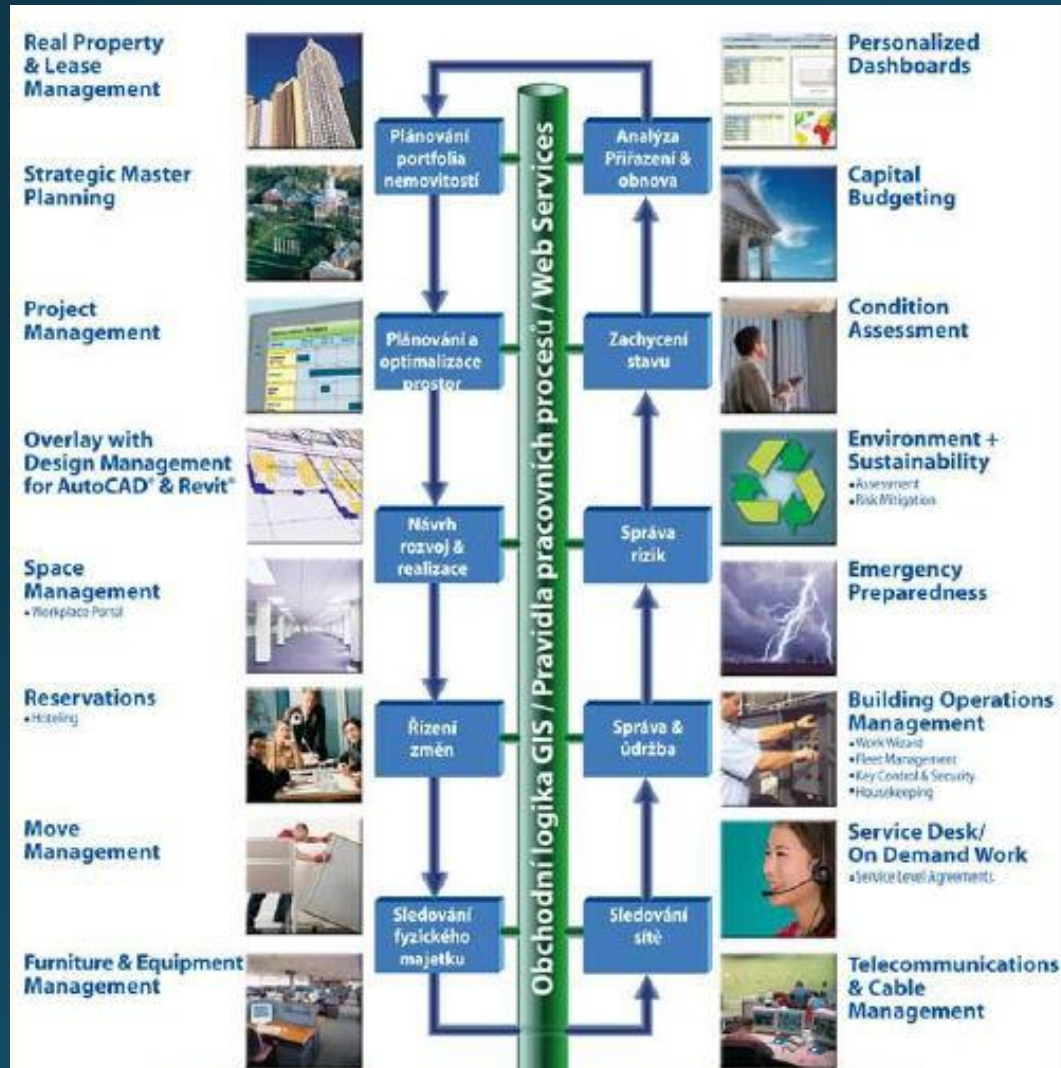 Real Property
& Lease
Management
Strategic Master
Planning
Project
Management
Overlay with
Design Management
for AutoCAD® & Revit®
Space
Management
• Workplace Portal
Reservations
• Hoteling
Move
Management
Furniture & Equipment
Management
Plánování
portfolia
nemovitostí
Plánování a
optimalizace
prostor
Návrh
rozvoj &
realizace
Řízení
změn
Sledování
fyzického
majetku
Obchodní logika GIS / Pravidla pracovních procesů / Web Services
Analýza
Přiřazení &
obnova
Zachycení
stavu
Správa
rizik
Správa &
údržba
Sledování
sítě
Personalized
Dashboards
Capital
Budgeting
Condition
Assessment
Environment +
Sustainability
• Assessment
• Risk Mitigation
Emergency
Preparedness
Building Operations
Management
• Work Wizard
• Fleet Management
• Key Control & Security
• Housekeeping
Service Desk/
On Demand Work
• Service Level Agreements
Telecommunications
& Cable
Management